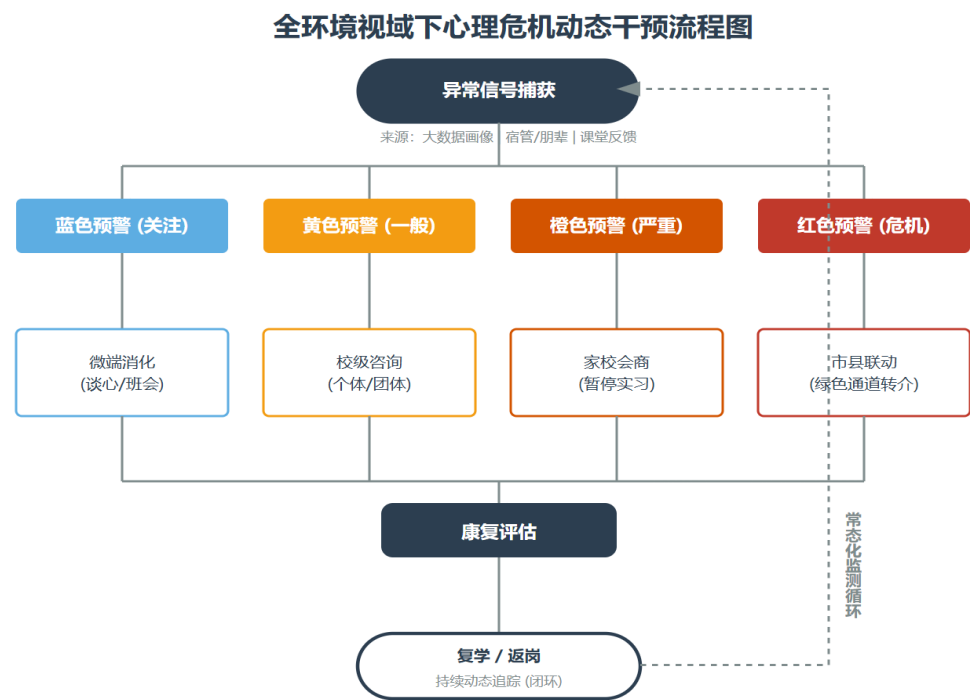 全环境视域下心理危机动态干预流程图
异常信号捕获
来源：大数据画像 | 宿管/朋辈 | 课堂反馈
蓝色预警 (关注)
黄色预警 (一般)
橙色预警 (严重)
红色预警 (危机)
微端消化
(谈心/班会)
校级咨询
(个体/团体)
家校会商
(暂停实习)
市县联动
(绿色通道转介)
康复评估
常态化监测循环
复学 / 返岗
持续动态追踪 (闭环)